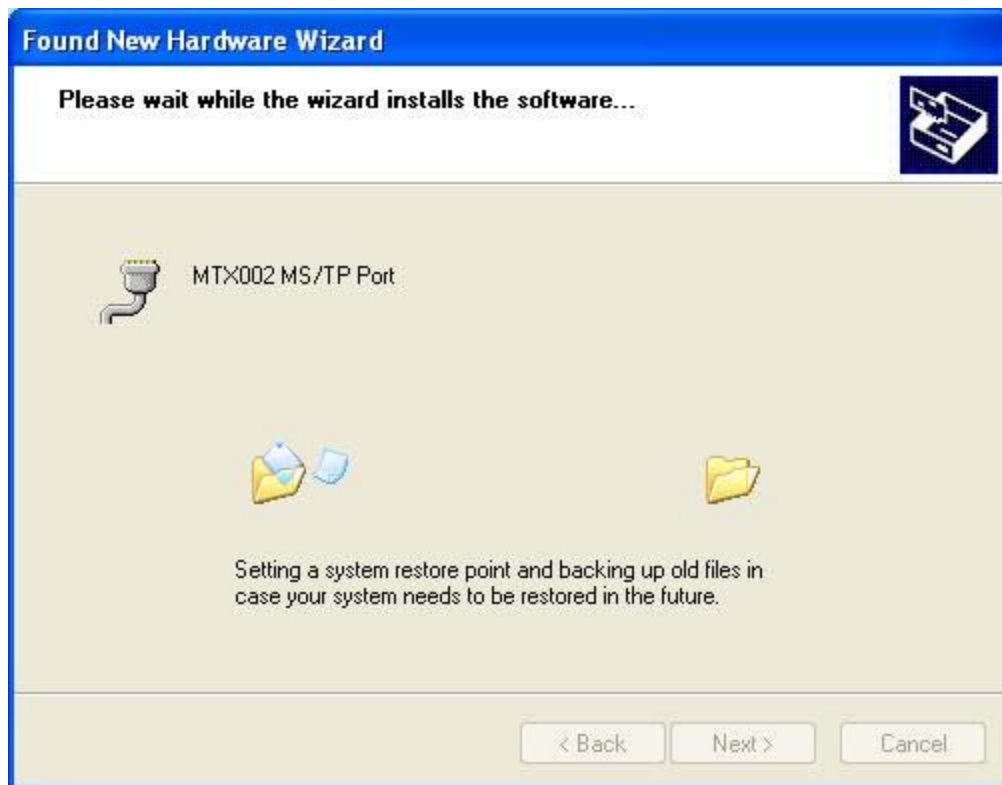 Found New Hardware Wizard
Please wait while the wizard installs the software...
MTX002 MS/TP Port
Setting a system restore point and backing up old files in
case your system needs to be restored in the future.
< Back
Next >
Cancel